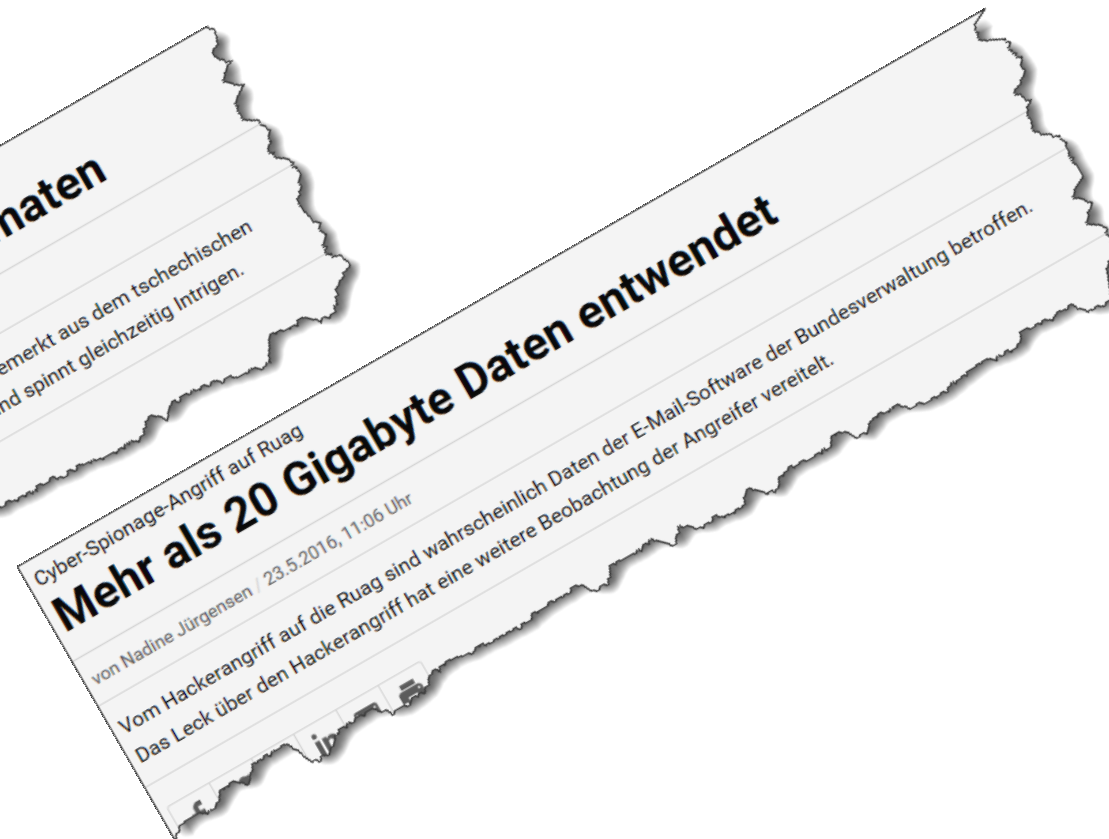 tschechischen
aus dem
nd spinnt gleichzeitig Intrigen.
Cyber-Spionage-Angriff auf Ruag
Mehr als 20 Gigabyte Daten entwendet
von Nadine Jürgensen / 23.5.2016, 11:06 Uhr
Vom Hackerangriff auf die Ruag sind wahrscheinlich Daten der E-Mail-Software der Bundesverwaltung betroffen.
Das Leck über den Hackerangriff hat eine weitere Beobachtung der Angreifer vereitelt.
in